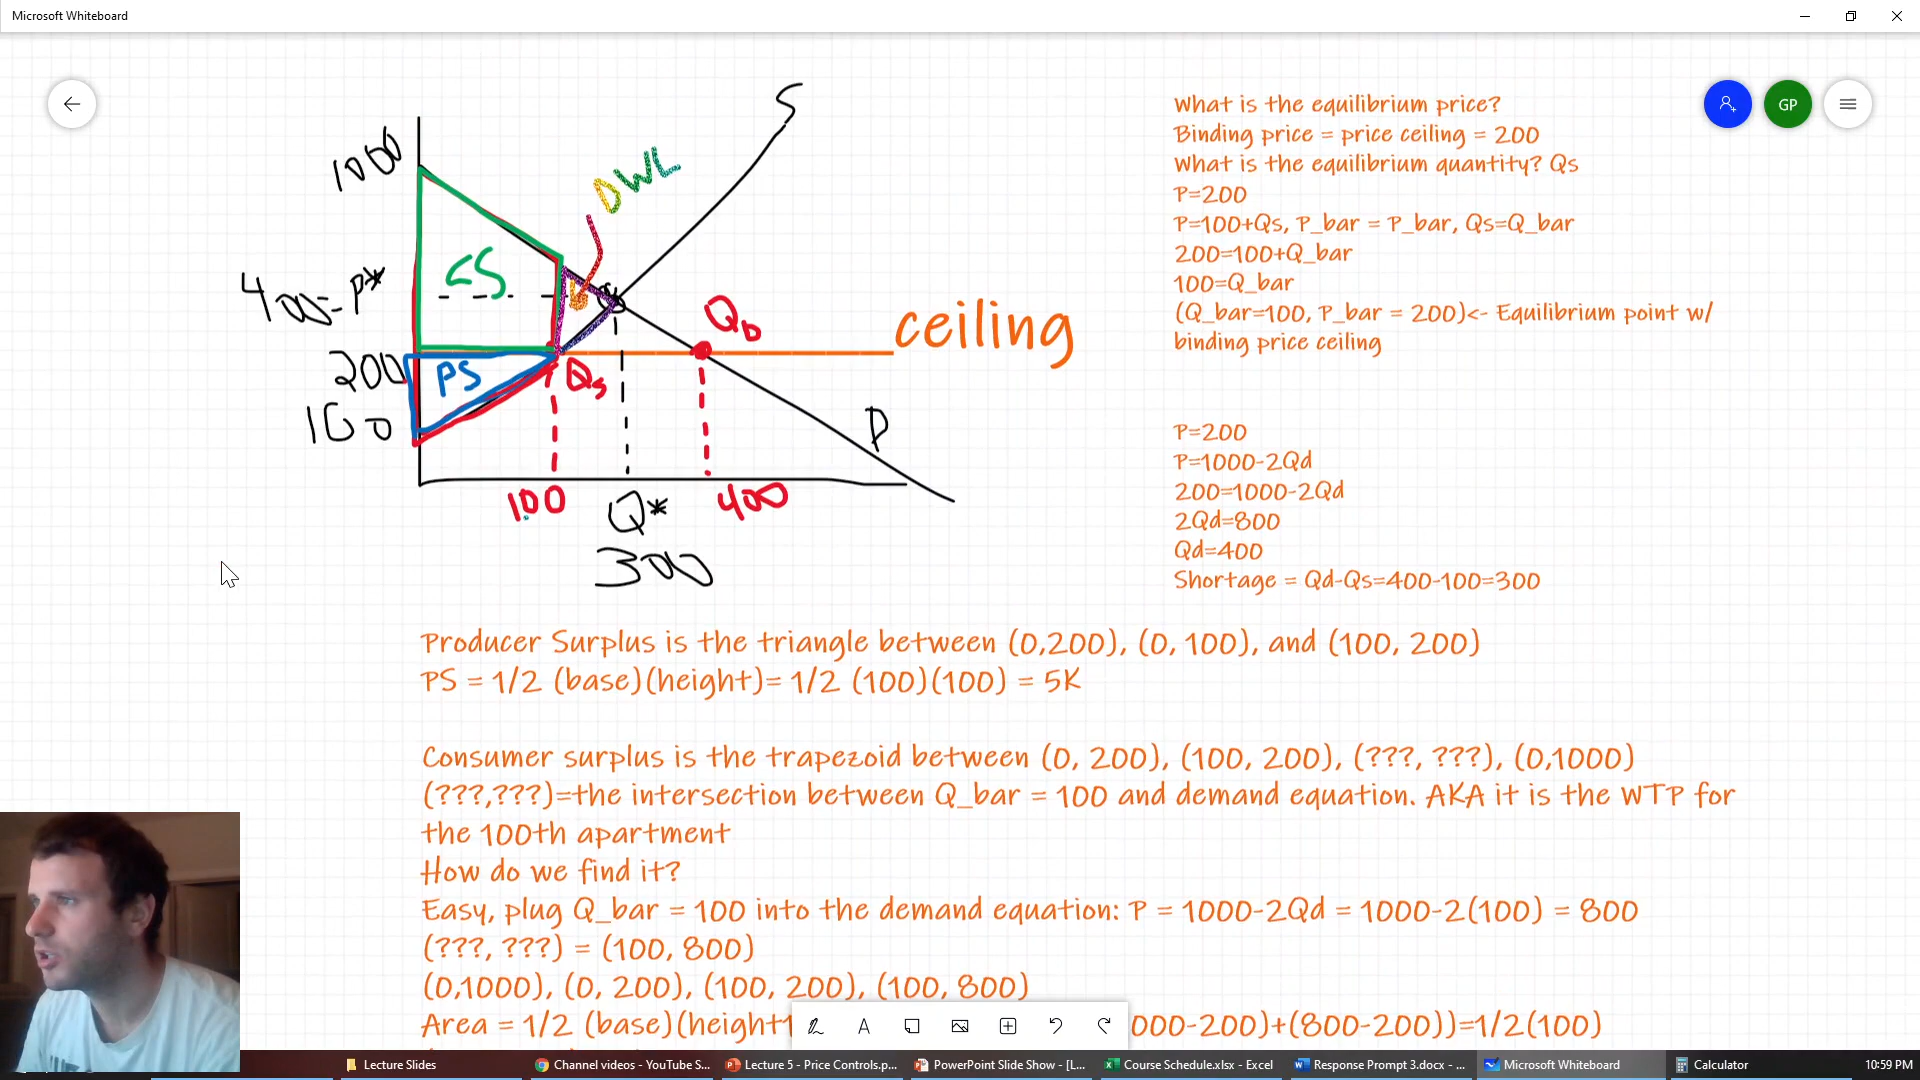 Microsoft Whiteboard
S
1000
DWL
CS
400=P*
QD
ceiling
200
PS
Qs
100
D
100
Q*
400
300
GP
What is the equilibrium price?
Binding price = price ceiling = 200
What is the equilibrium quantity? Qs
P=200
P=100+Qs, P_bar = P_bar, Qs=Q_bar
200=100+Q_bar
100=Q_bar
(Q_bar=100, P_bar = 200)<- Equilibrium point w/
binding price ceiling
P=200
P=1000-2Qd
200=1000-2Qd
2Qd=800
Qd=400
Shortage = Qd-Qs=400-100=300
Producer Surplus is the triangle between (0,200), (0, 100), and (100, 200)
PS = 1/2 (base)(height)= 1/2 (100)(100) = 5K
Consumer surplus is the trapezoid between (0, 200), (100, 200), (???, ???), (0,1000)
(???,???)=the intersection between Q_bar = 100 and demand equation. AKA it is the WTP for
the 100th apartment
How do we find it?
Easy, plug Q_bar = 100 into the demand equation: P = 1000-2Qd = 1000-2(100) = 800
(???, ???) = (100, 800)
(0,1000), (0, 200), (100, 200), (100, 800)
Area = 1/2 (base)(height1 000-200)+(800-200))=1/2(100)
A
Lecture Slides
Channel videos - YouTube S...
Lecture 5 - Price Controls.p...
PowerPoint Slide Show - [L...
Course Schedule.xlsx - Excel
Response Prompt 3.docx - ...
Microsoft Whiteboard
Calculator
10:59 PM